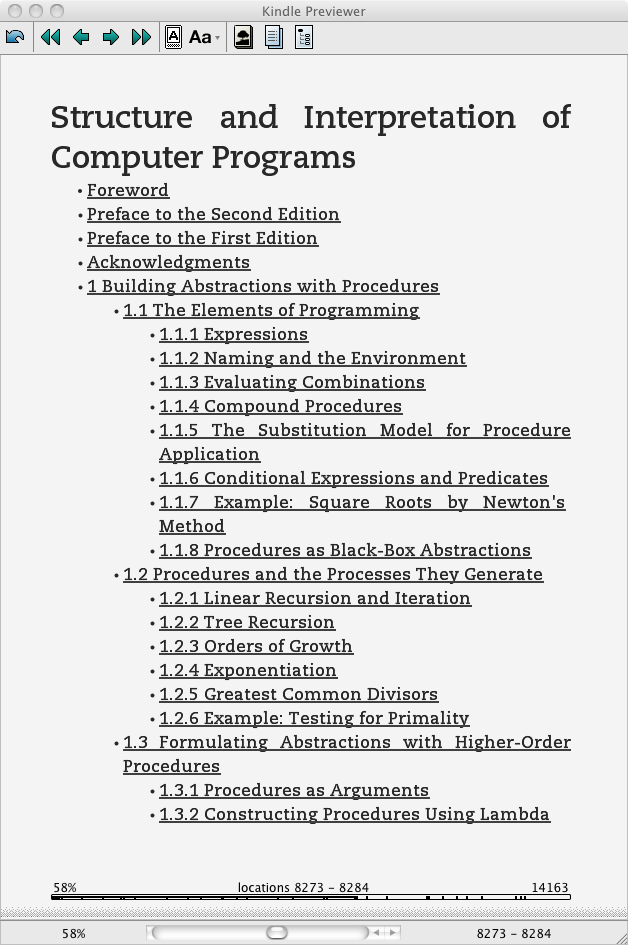 Kindle Previewer
A Aa
Structure and Interpretation of
Computer Programs
• Foreword
• Preface to the Second Edition
• Preface to the First Edition
• Acknowledgments
• 1 Building Abstractions with Procedures
• 1.1 The Elements of Programming
• 1.1.1 Expressions
• 1.1.2 Naming and the Environment
• 1.1.3 Evaluating Combinations
• 1.1.4 Compound Procedures
• 1.1.5 The Substitution Model for Procedure
Application
• 1.1.6 Conditional Expressions and Predicates
• 1.1.7 Example: Square Roots by Newton's
Method
• 1.1.8 Procedures as Black-Box Abstractions
• 1.2 Procedures and the Processes They Generate
• 1.2.1 Linear Recursion and Iteration
• 1.2.2 Tree Recursion
• 1.2.3 Orders of Growth
• 1.2.4 Exponentiation
• 1.2.5 Greatest Common Divisors
• 1.2.6 Example: Testing for Primality
• 1.3 Formulating Abstractions with Higher-Order
Procedures
• 1.3.1 Procedures as Arguments
• 1.3.2 Constructing Procedures Using Lambda
58% locations 8273 – 8284 14163
58% 8273 – 8284